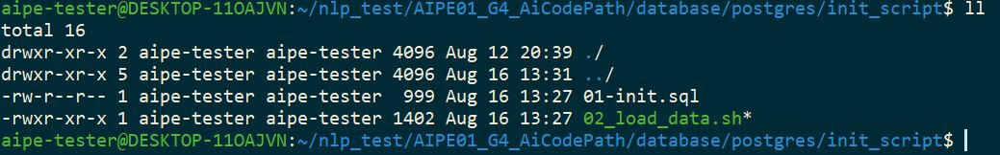 aipe-tester@DESKTOP-11OAJVN:~/nlp_test/AIPE01_G4_AiCodePath/database/postgres/init_script$ ll
total 16
drwxr-xr-x 2 aipe-tester aipe-tester 4096 Aug 12 20:39 ./
drwxr-xr-x 5 aipe-tester aipe-tester 4096 Aug 16 13:31 ../
-rw-r--r-- 1 aipe-tester aipe-tester  999 Aug 16 13:27 01-init.sql
-rwxr-xr-x 1 aipe-tester aipe-tester 1402 Aug 16 13:27 02_load_data.sh*
aipe-tester@DESKTOP-11OAJVN:~/nlp_test/AIPE01_G4_AiCodePath/database/postgres/init_script$